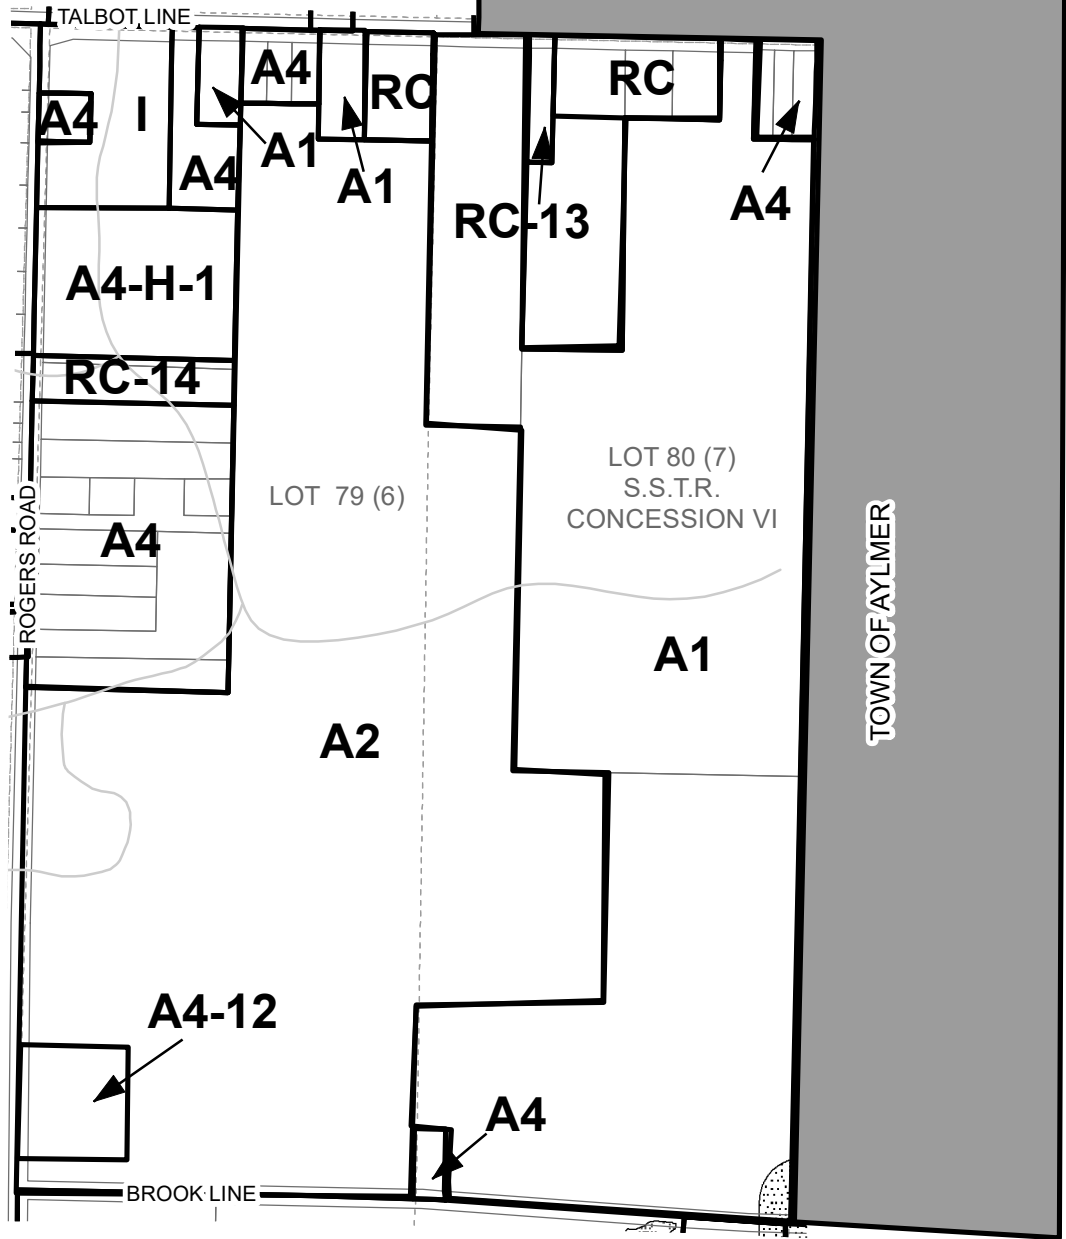 TALBOT LINE
A4
RC
RC
A4
I
A1
A4
A1
A4
RC-13
A4-H-1
RC-14
LOT 79 (6)
LOT 80 (7)
S.S.T.R.
CONCESSION VI
A4
ROGERS ROAD
TOWN OF AYLMER
A1
A2
A4-12
A4
BROOK LINE